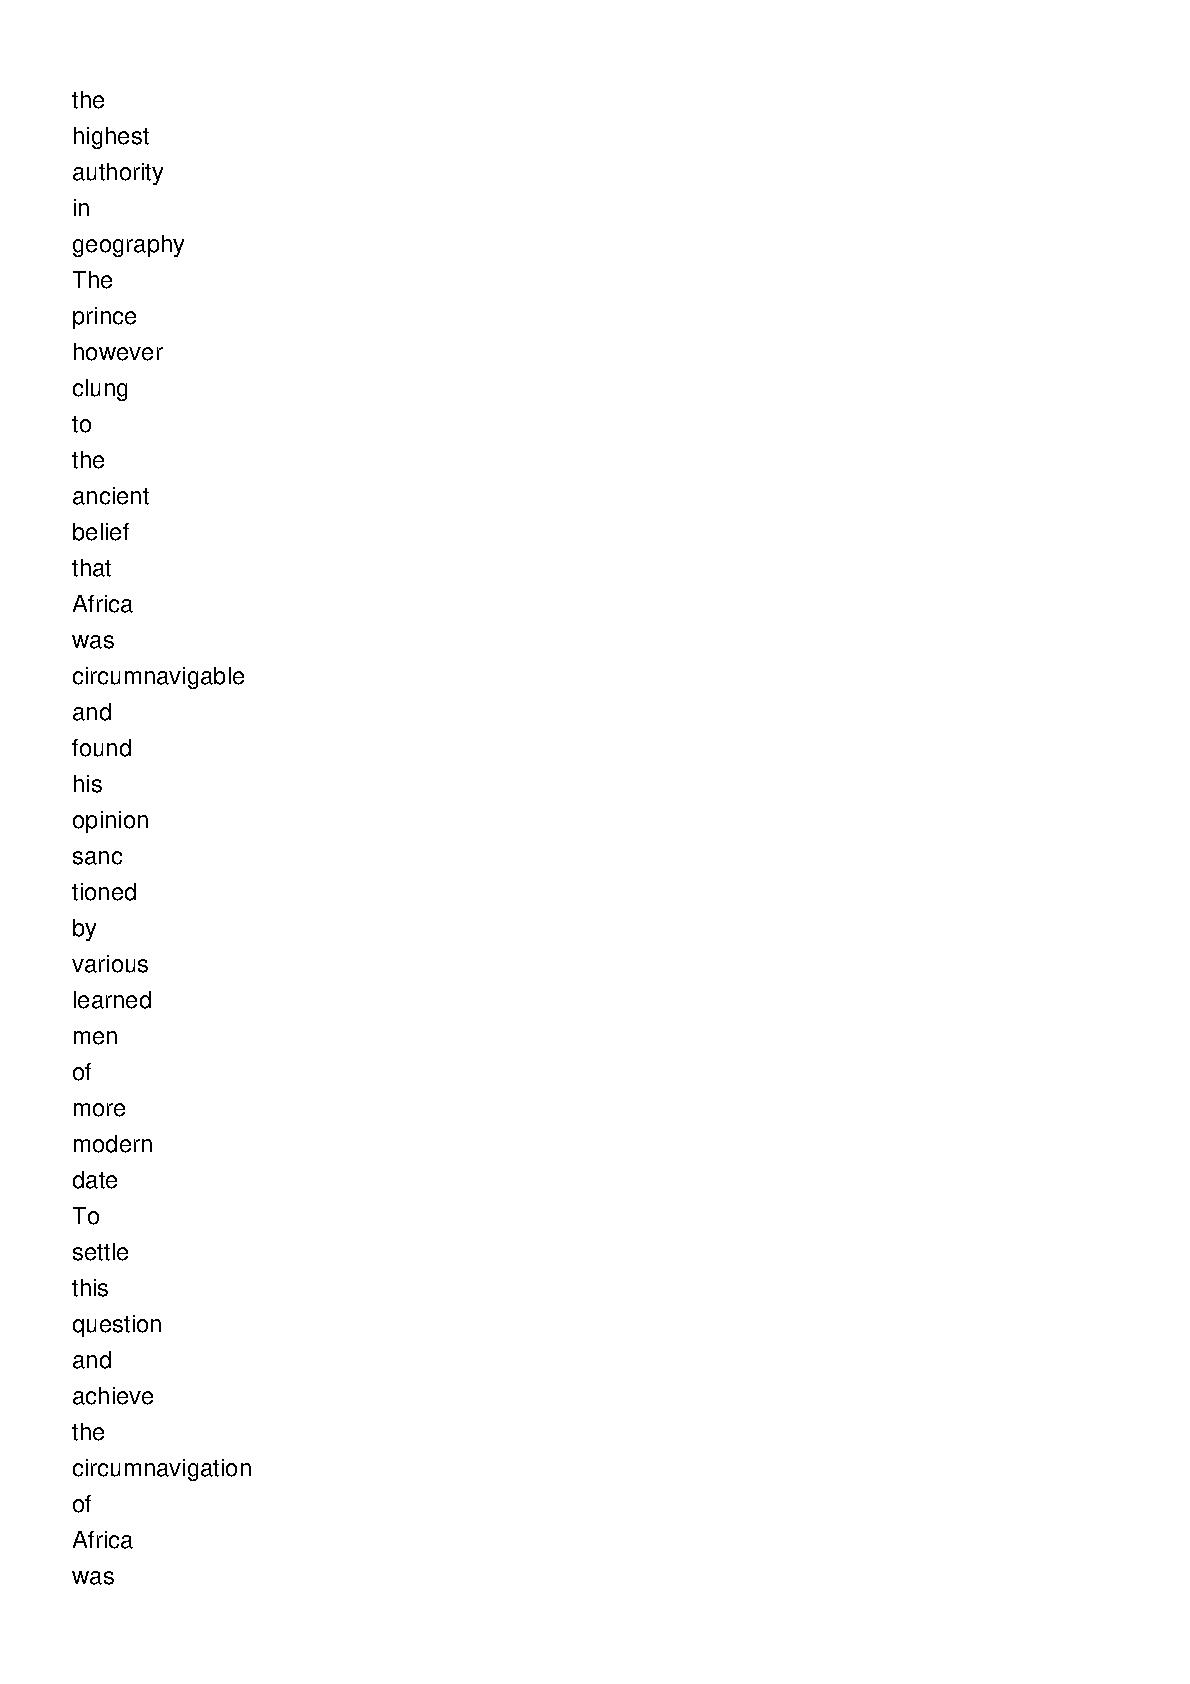 the
highest
authority
in
geography
The
prince
however
clung
to
the
ancient
belief
that
Africa
was
circumnavigable
and
found
his
opinion
sanc
tioned
by
various
learned
men
of
more
modern
date
To
settle
this
question
and
achieve
the
circumnavigation
of
Africa
was